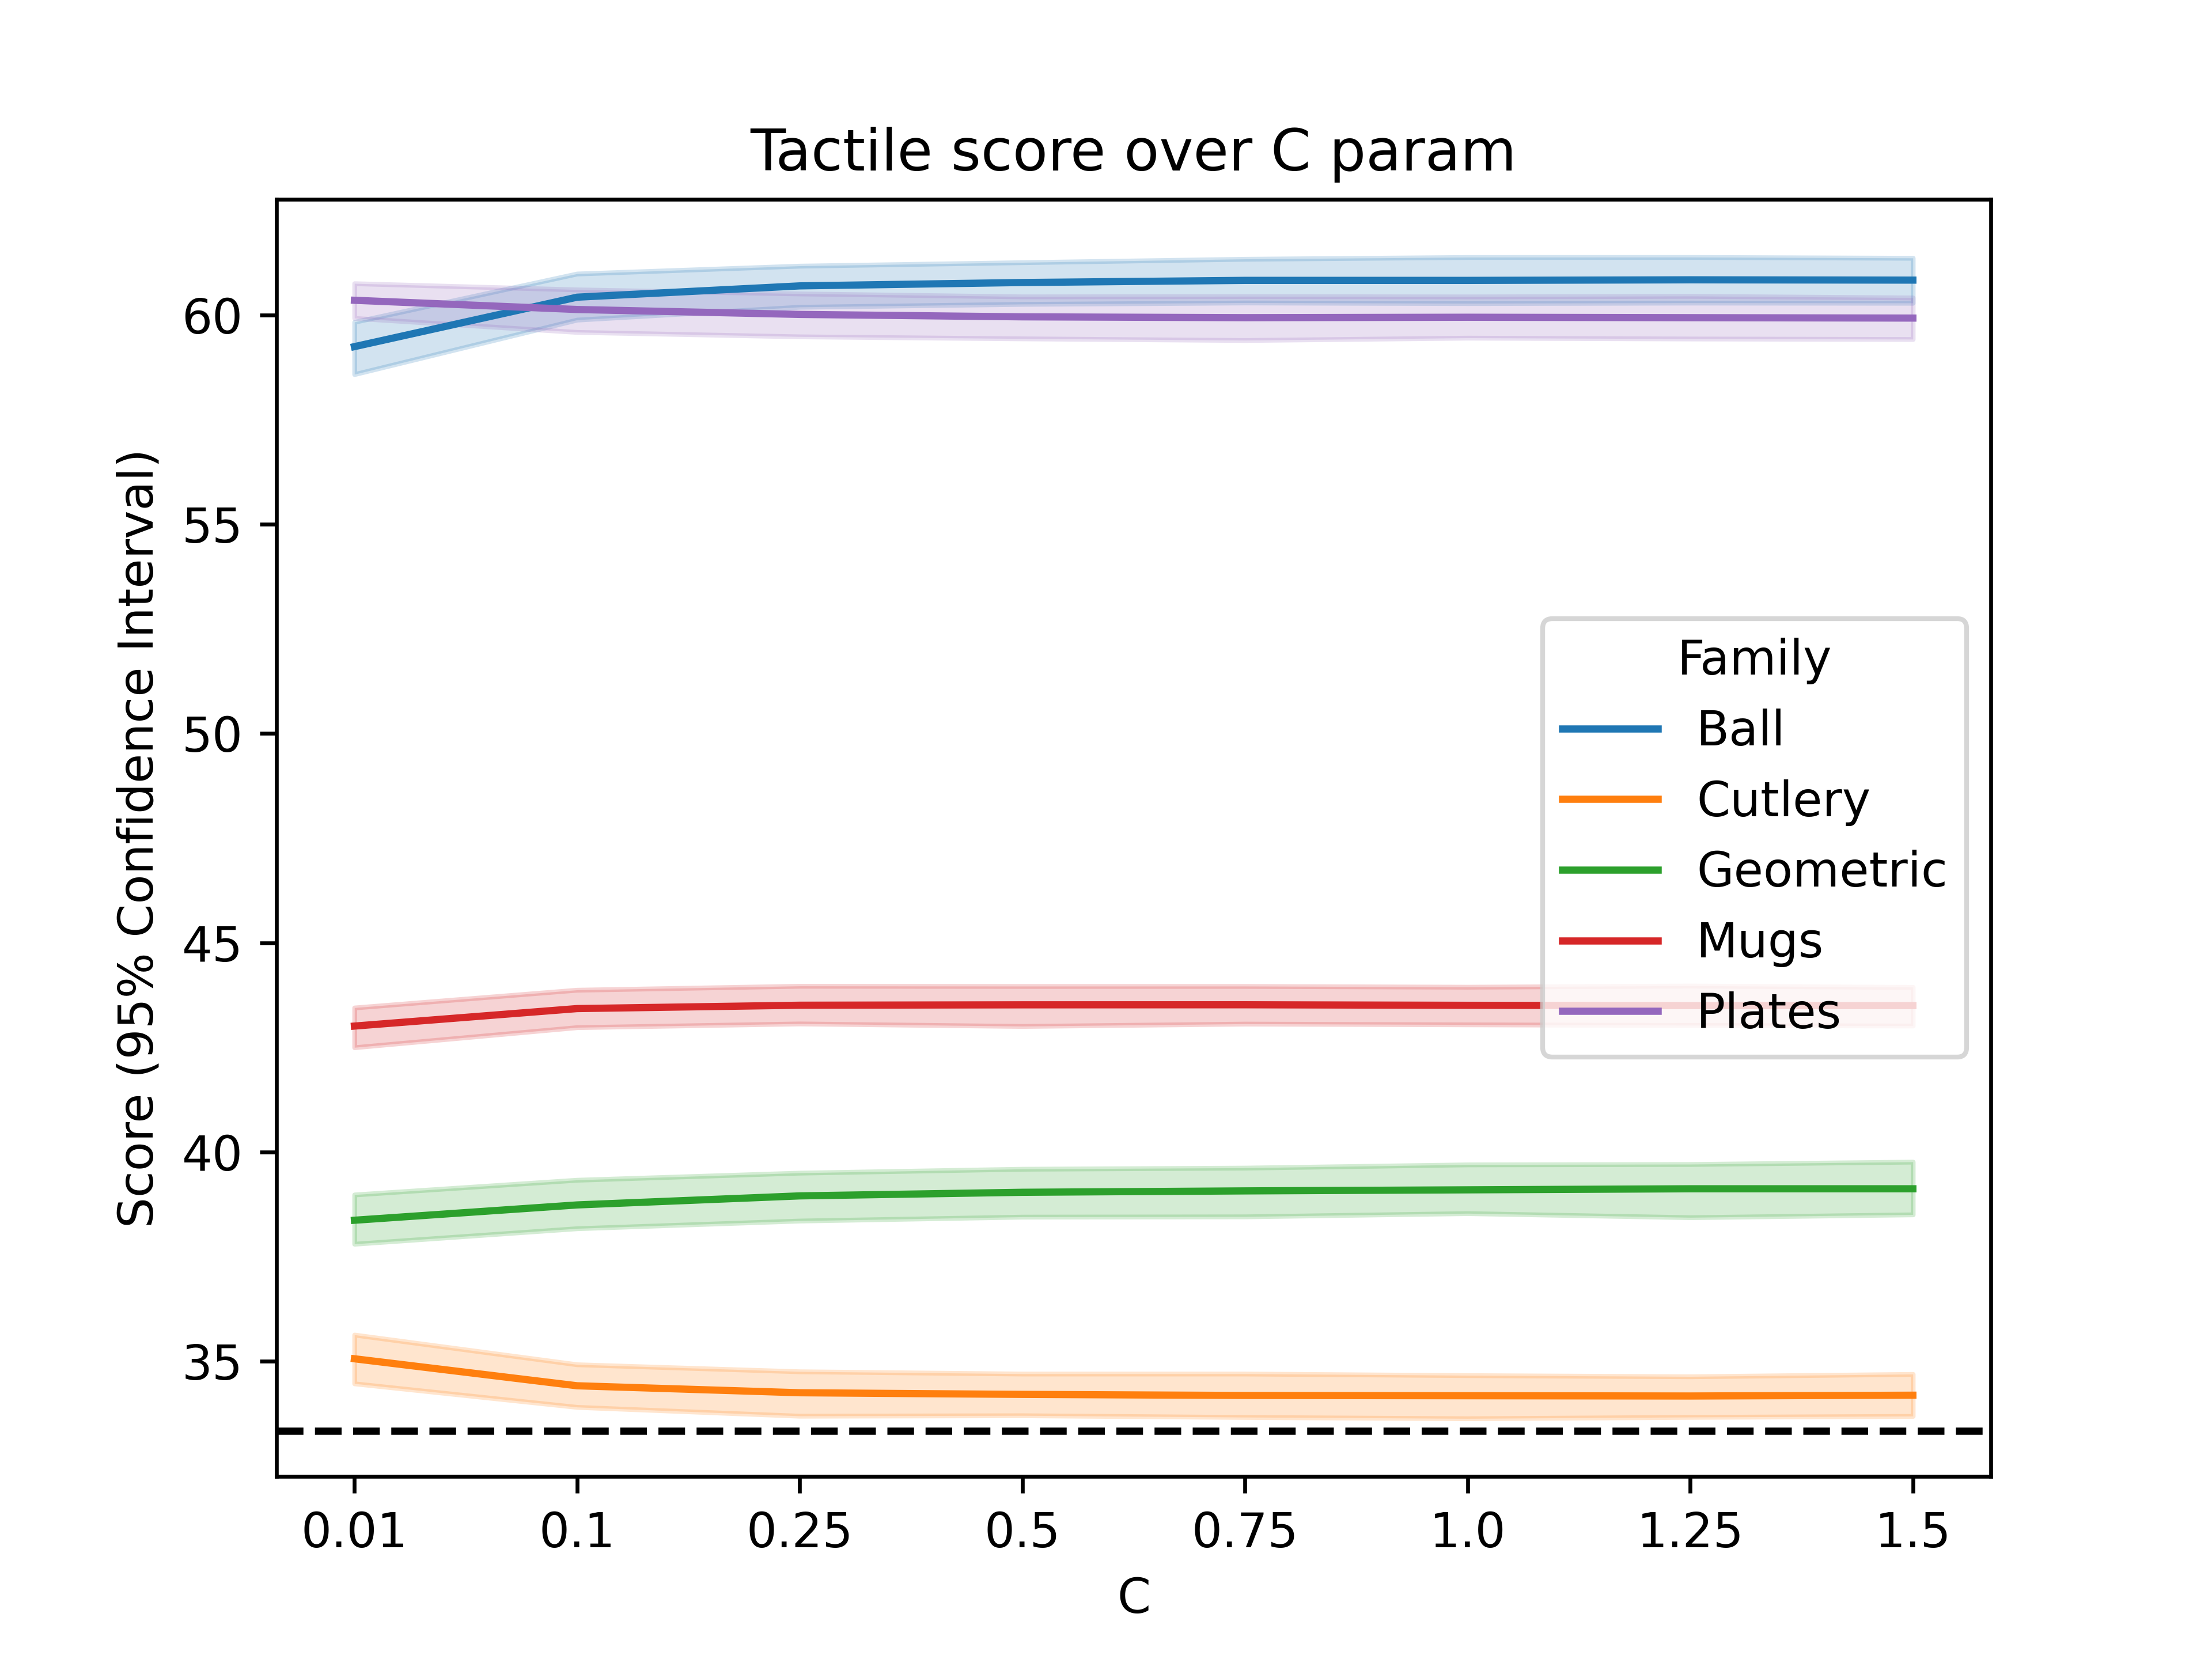 Tactile score over C param
Score (95% Confidence Interval)
60
55
50
45
40
35
Family
Ball
Cutlery
Geometric
Mugs
Plates
0.01 0.1 0.25 0.5 0.75 1.0 1.25 1.5
C